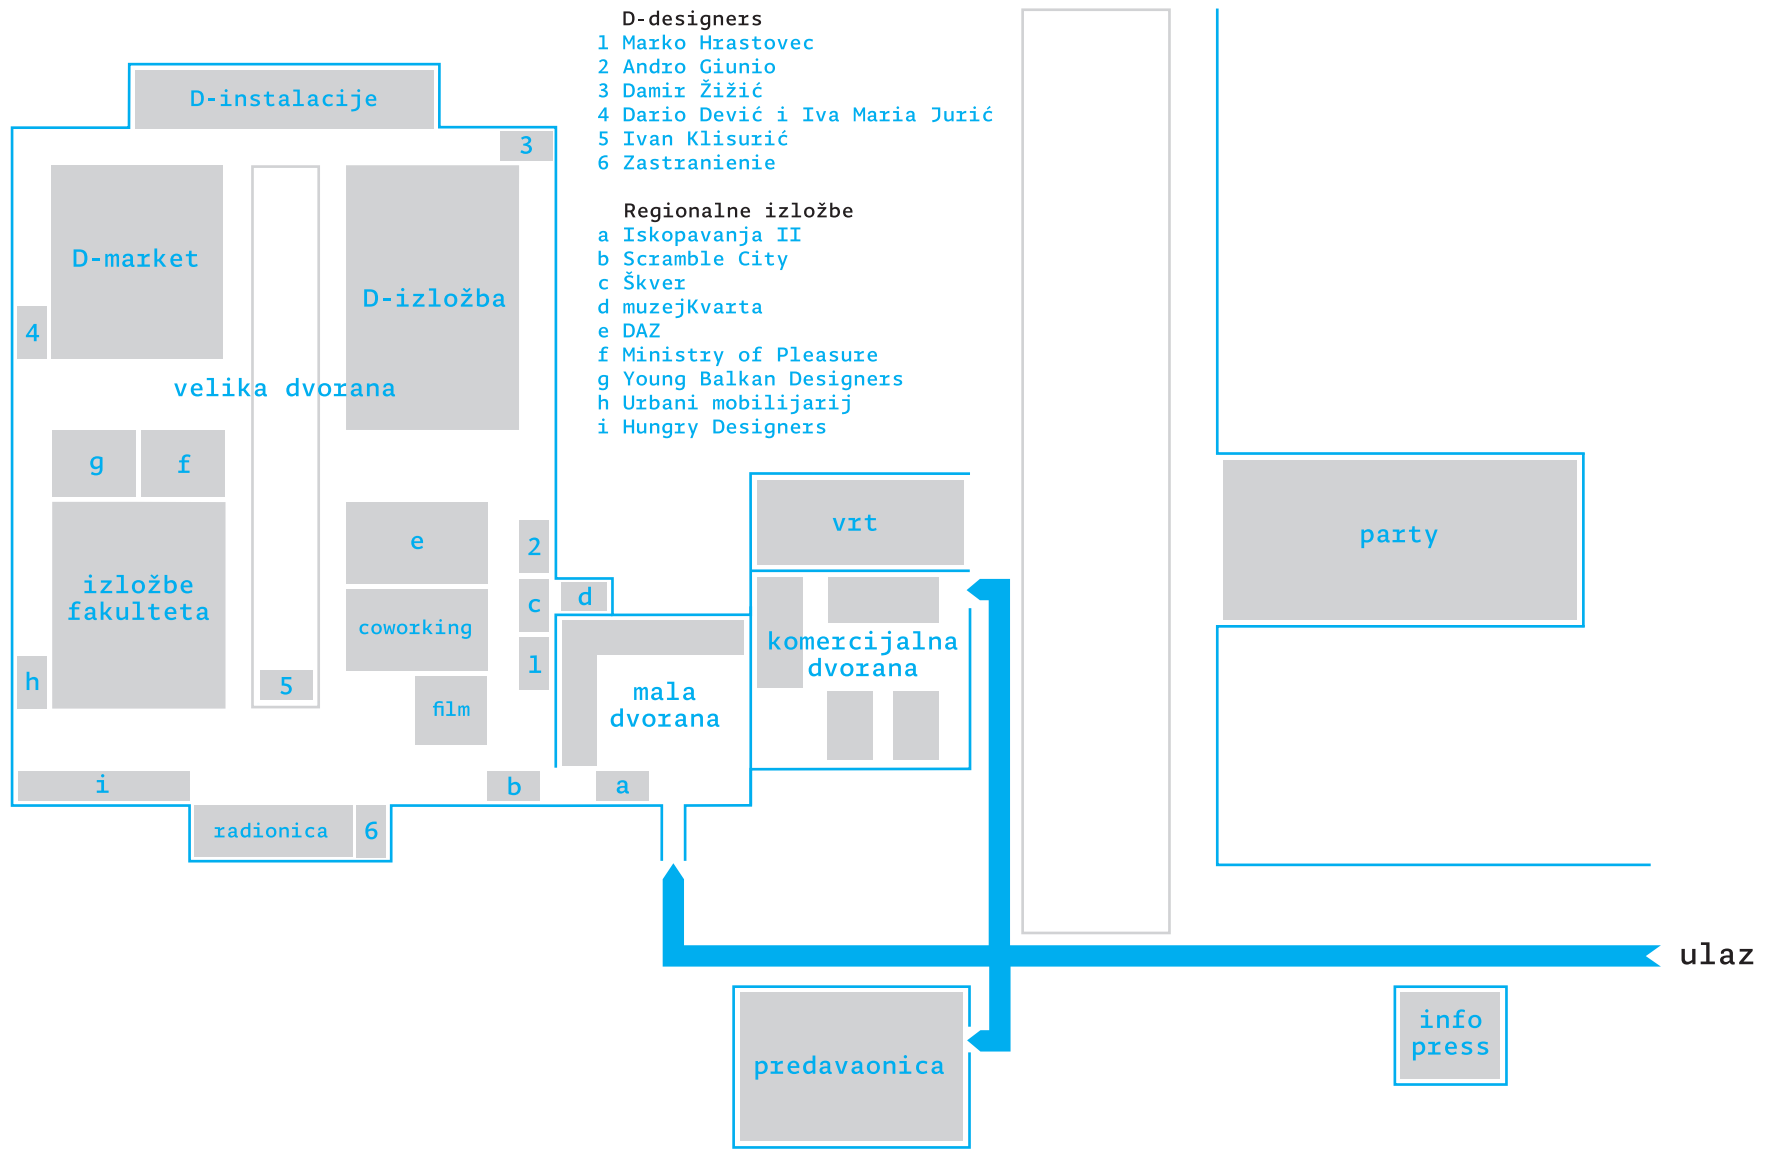 D-designers
1 Marko Hrastovec
2 Andro Giunio
3 Damir Žižić
4 Dario Dević i Iva Maria Jurić
5 Ivan Klisurić
6 Zastranienie
Regionalne izložbe
a Iskopavanja II
b Scramble City
c Škver
d muzejKvarta
e DAZ
f Ministry of Pleasure
g Young Balkan Designers
h Urbani mobilijarij
i Hungry Designers
D-instalacije
3
D-market
D-izložba
4
velika dvorana
g
f
e
2
izložbe
fakulteta
c
d
coworking
1
h
5
film
i
b
a
radionica
6
mala
dvorana
vrt
komercijalna
dvorana
party
ulaz
predavaonica
info
press